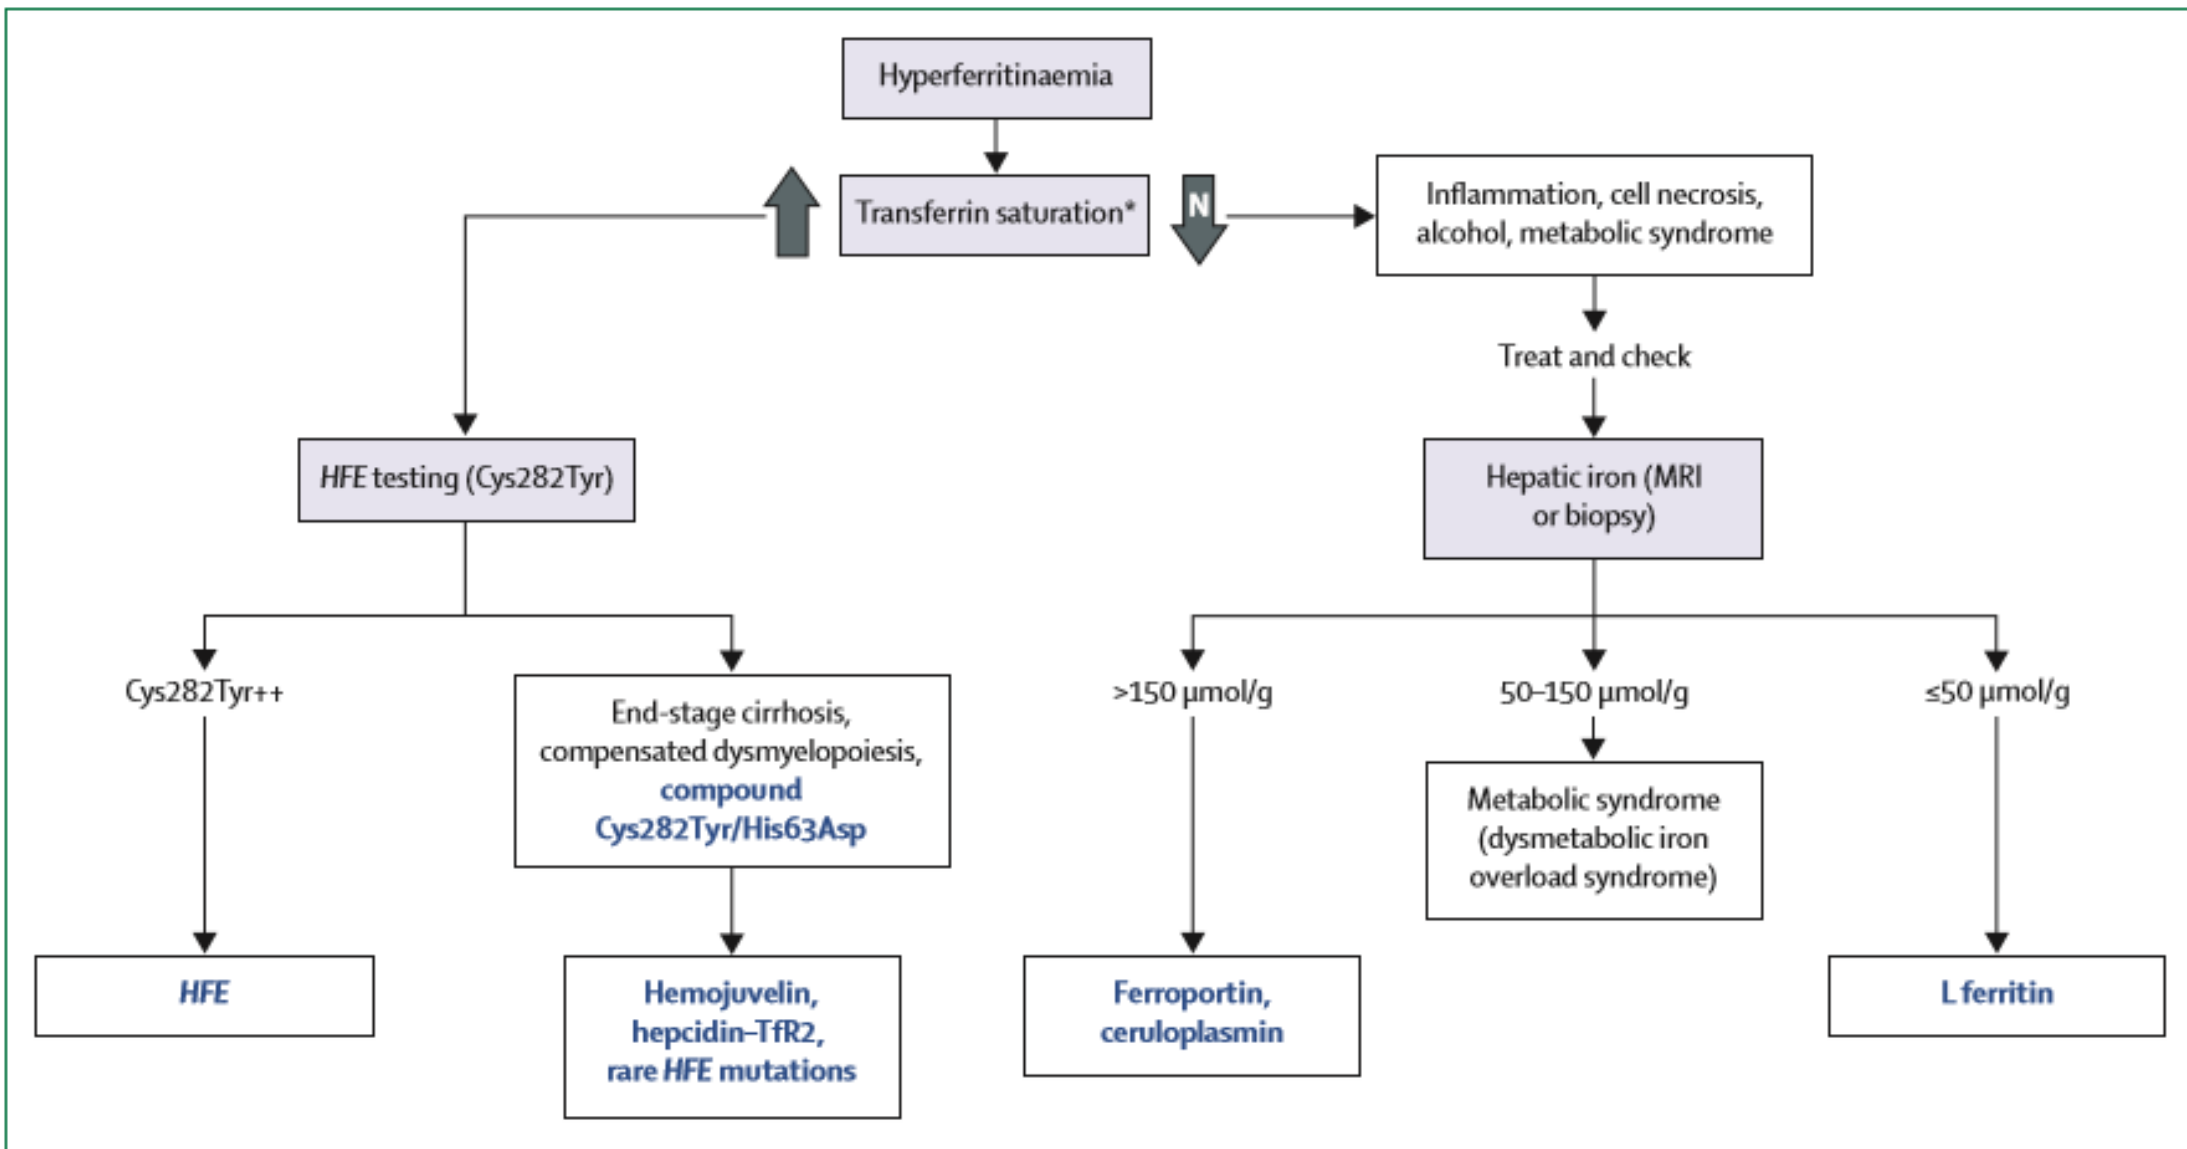 Hyperferritinaemia
Transferrin saturation*
N
Inflammation, cell necrosis,
alcohol, metabolic syndrome
Treat and check
HFE testing (Cys282Tyr)
Hepatic iron (MRI
or biopsy)
Cys282Tyr++
End-stage cirrhosis,
compensated dysmyelopoiesis,
compound
Cys282Tyr/His63Asp
>150 µmol/g
50–150 µmol/g
≤50 µmol/g
Metabolic syndrome
(dysmetabolic iron
overload syndrome)
HFE
Hemojuvelin,
hepcidin–TfR2,
rare HFE mutations
Ferroportin,
ceruloplasmin
L ferritin